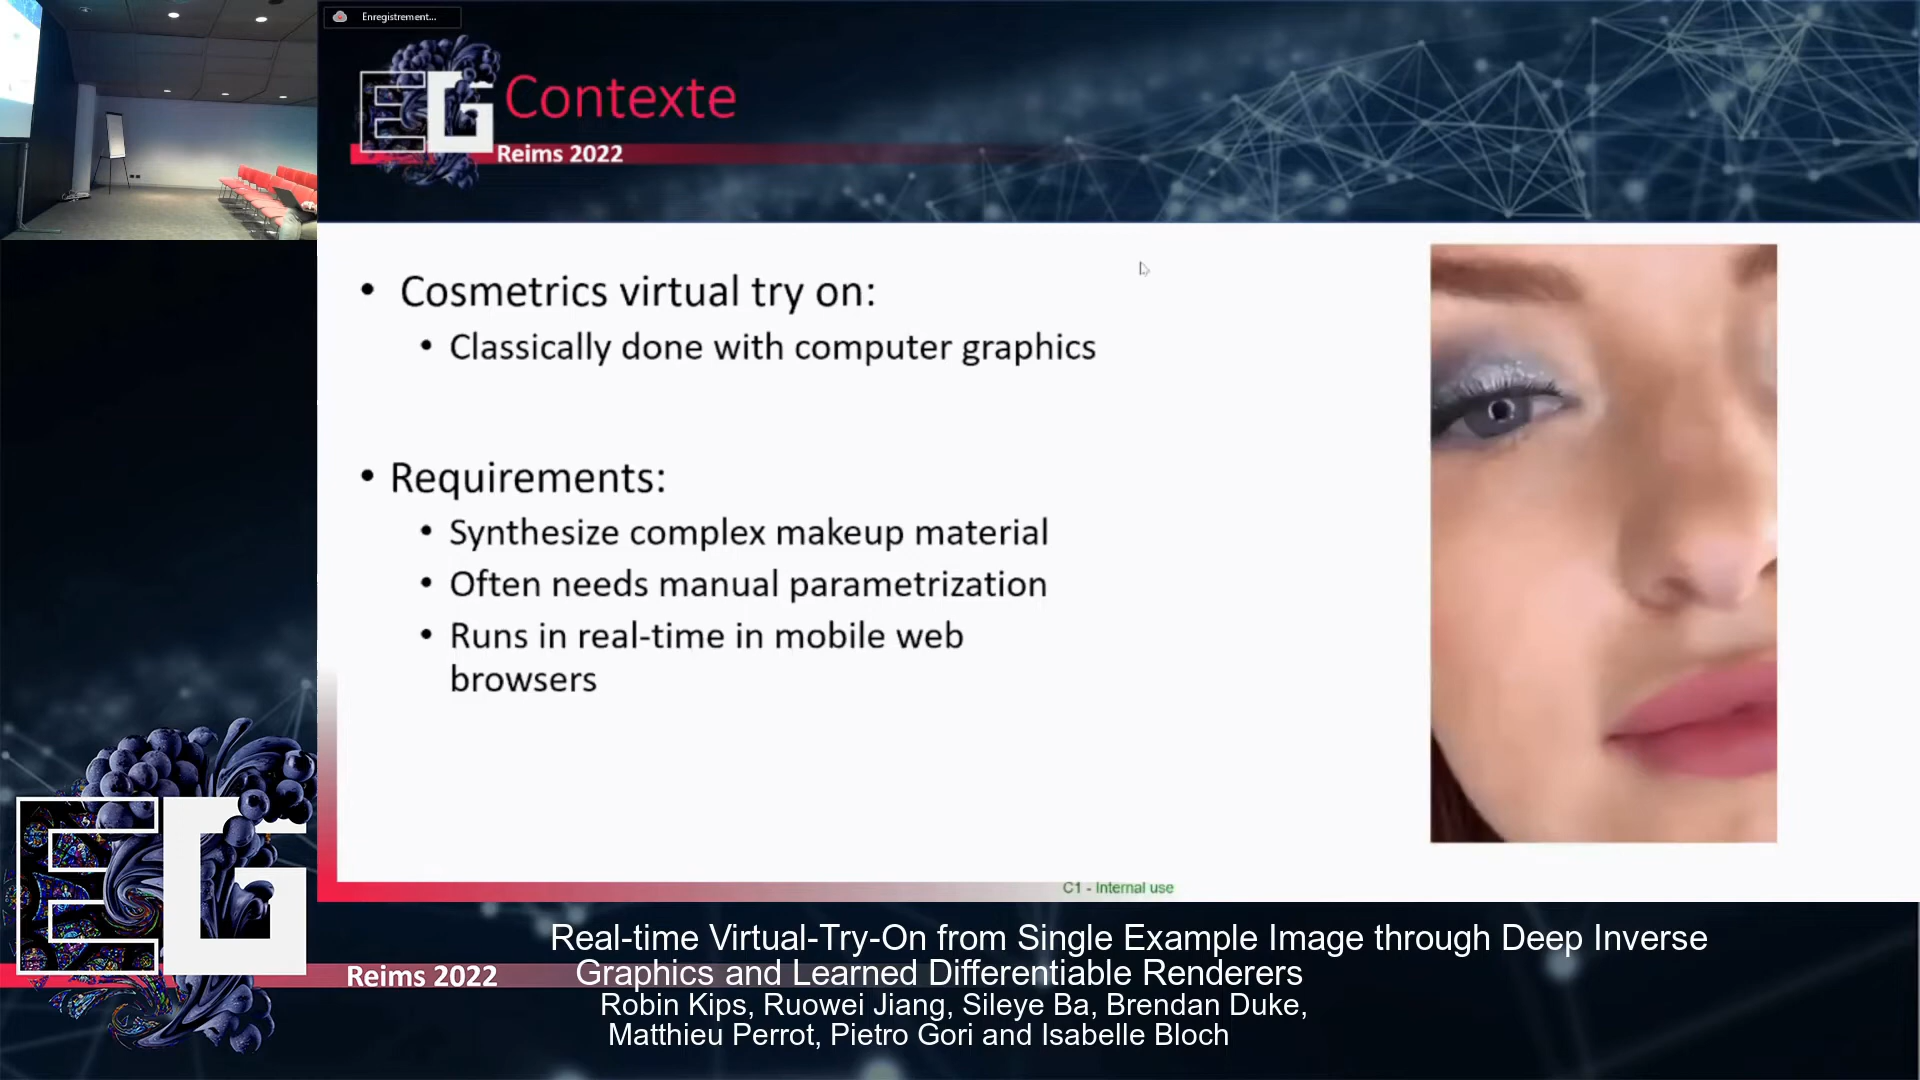 Enregistrement...
EG
Contexte
Reims 2022
• Cosmetrics virtual try on:
• Classically done with computer graphics
• Requirements:
• Synthesize complex makeup material
• Often needs manual parametrization
• Runs in real-time in mobile web
browsers
C1 - Internal use
EG
Reims 2022
Real-time Virtual-Try-On from Single Example Image through Deep Inverse
Graphics and Learned Differentiable Renderers
Robin Kips, Ruowei Jiang, Sileye Ba, Brendan Duke,
Matthieu Perrot, Pietro Gori and Isabelle Bloch